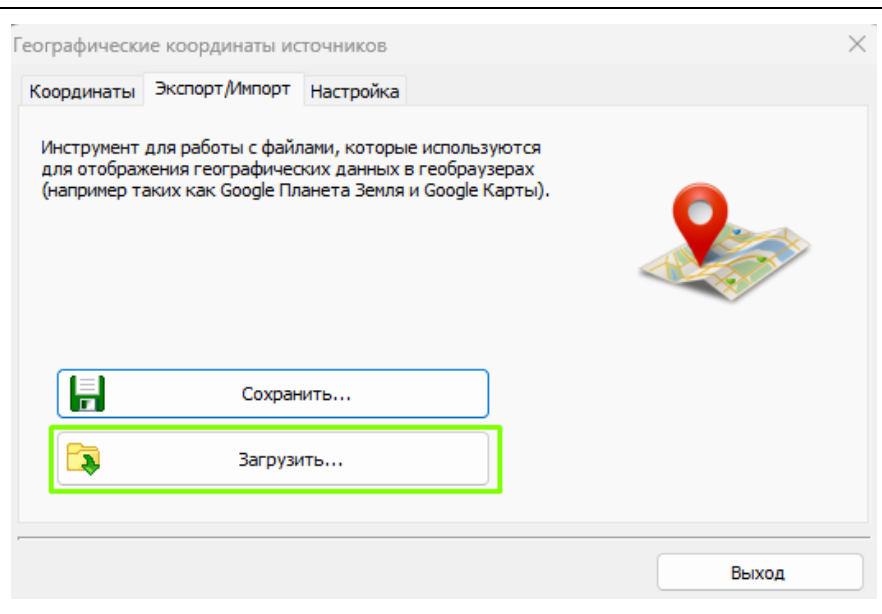 Географически­е координаты источников
Координаты Экспорт/Импорт Настройка
Инструмент для работы с файлами, которые используются
для отображения географических данных в геобраузерах
(например таких как Google Планета Земля и Google Карты).
Сохранить...
Загрузить...
Выход